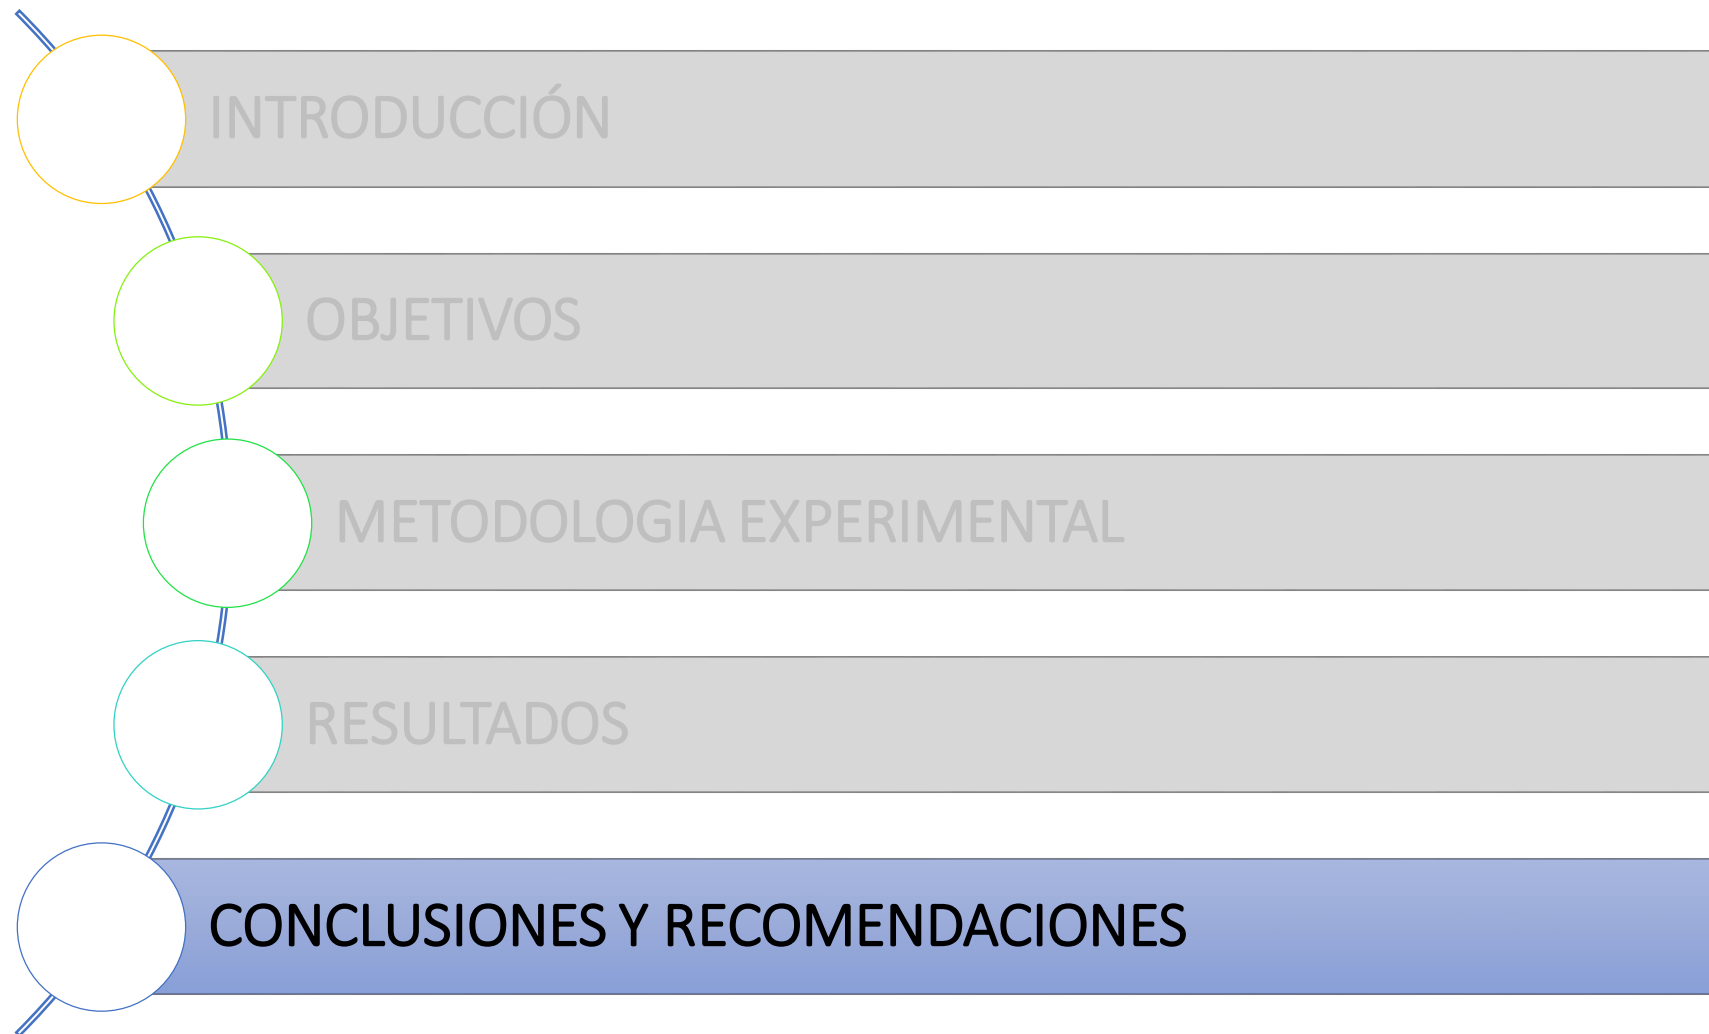 INTRODUCCIÓN
OBJETIVOS
METODOLOGIA EXPERIMENTAL
RESULTADOS
CONCLUSIONES Y RECOMENDACIONES